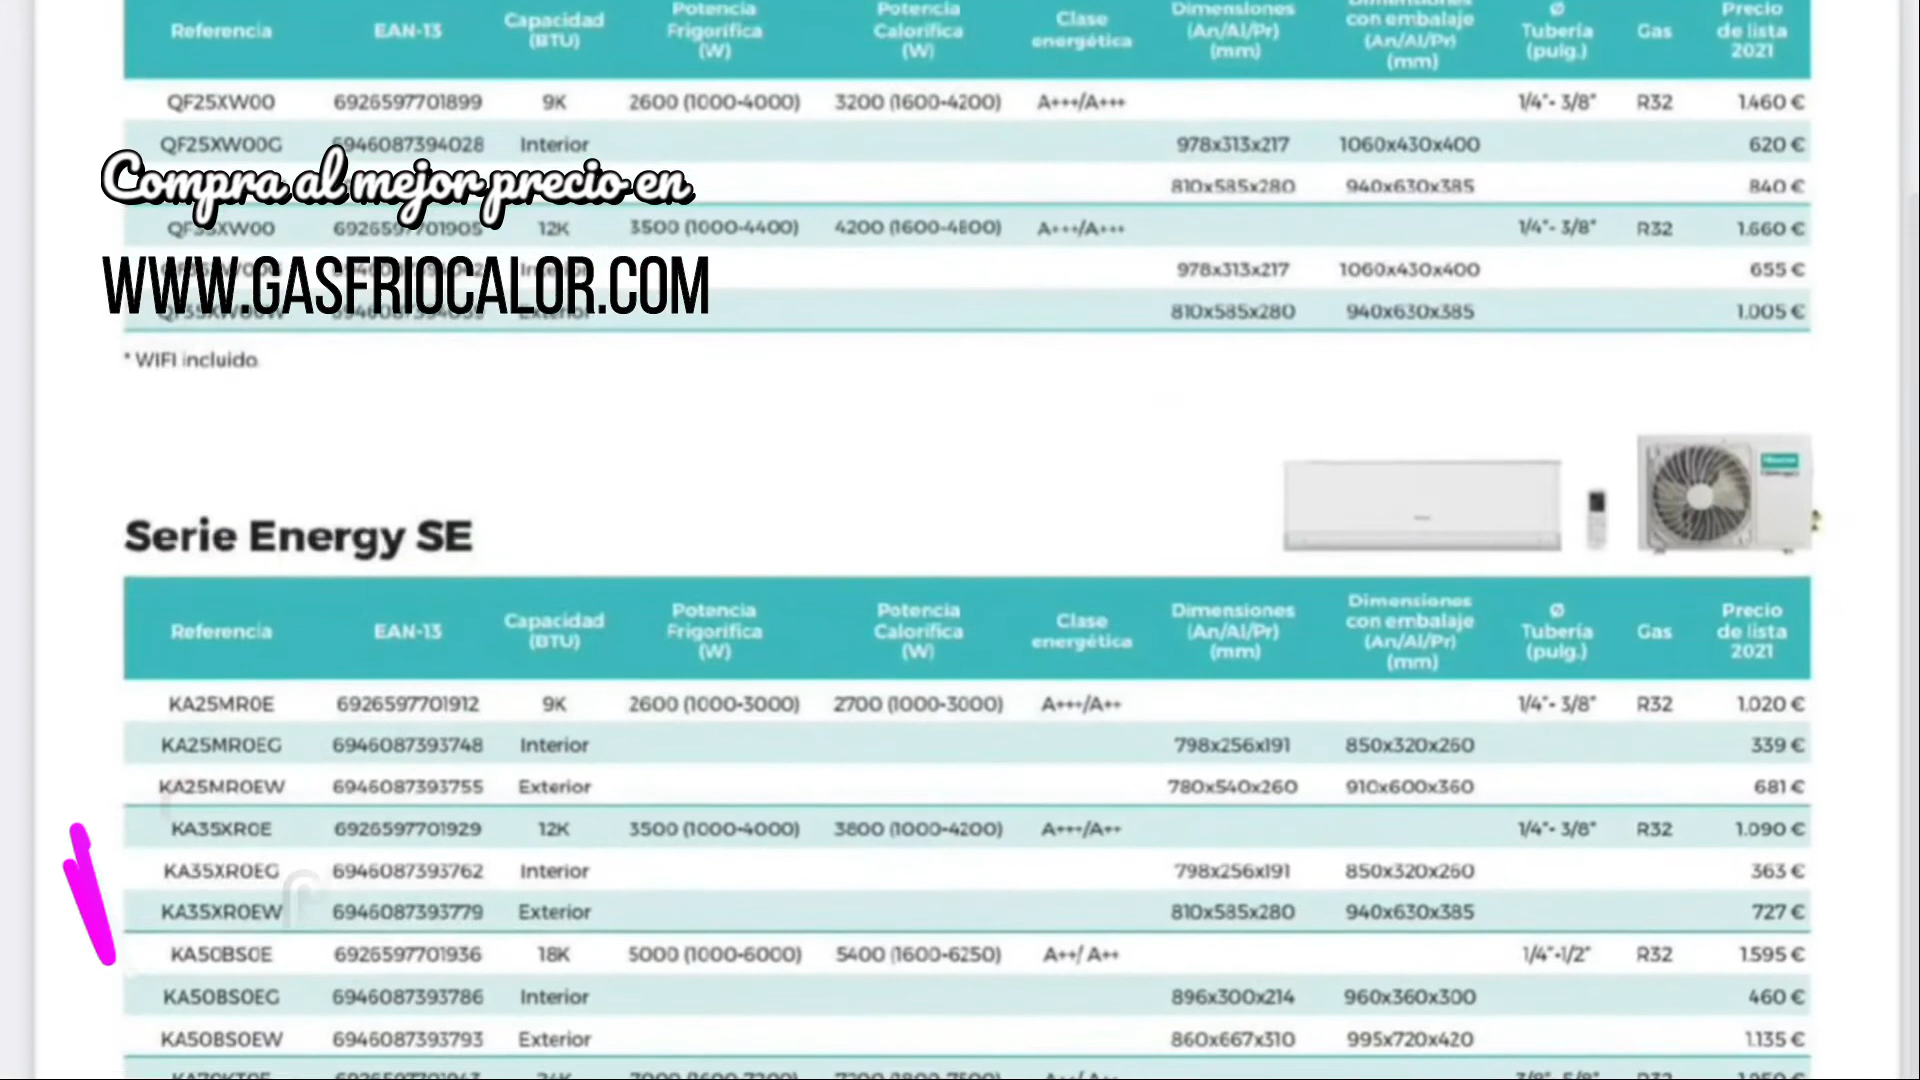 Referencia EAN-13 Capacidad (BTU) Potencia Frigorífica (W) Potencia Calorífica (W) Clase energética Dimensiones (An/Al/Pr) (mm) Dimensiones con embalaje (An/Al/Pr) (mm) Ø Tubería (pulg.) Gas Precio de lista 2021
QF25XW00 6926597701899 9K 2600 (1000-4000) 3200 (1600-4200) A+++/A+++ 1/4"- 3/8" R32 1.460 €
QF25XW00G 6946087394028 Interior 978x313x217 1060x430x400 620 €
Compra al mejor precio en
810x585x280 940x630x385 840 €
QF35XW00 6926597701905 12K 3500 (1000-4400) 4200 (1600-4800) A+++/A+++ 1/4"- 3/8" R32 1.660 €
WWW.GASFRIOCALOR.COM
978x313x217 1060x430x400 655 €
810x585x280 940x630x385 1.005 €
* WIFI incluido.
Serie Energy SE
Referencia EAN-13 Capacidad (BTU) Potencia Frigorífica (W) Potencia Calorífica (W) Clase energética Dimensiones (An/Al/Pr) (mm) Dimensiones con embalaje (An/Al/Pr) (mm) Ø Tubería (pulg.) Gas Precio de lista 2021
KA25MR0E 6926597701912 9K 2600 (1000-3000) 2700 (1000-3000) A+++/A++ 1/4"- 3/8" R32 1.020 €
KA25MR0EG 6946087393748 Interior 798x256x191 850x320x260 339 €
KA25MR0EW 6946087393755 Exterior 780x540x260 910x600x360 681 €
KA35XR0E 6926597701929 12K 3500 (1000-4000) 3800 (1000-4200) A+++/A++ 1/4"- 3/8" R32 1.090 €
KA35XR0EG 6946087393762 Interior 798x256x191 850x320x260 363 €
KA35XR0EW 6946087393779 Exterior 810x585x280 940x630x385 727 €
KA50BS0E 6926597701936 18K 5000 (1000-6000) 5400 (1600-6250) A++/ A++ 1/4"-1/2" R32 1.595 €
KA50BS0EG 6946087393786 Interior 896x300x214 960x360x300 460 €
KA50BS0EW 6946087393793 Exterior 860x667x310 995x720x420 1.135 €